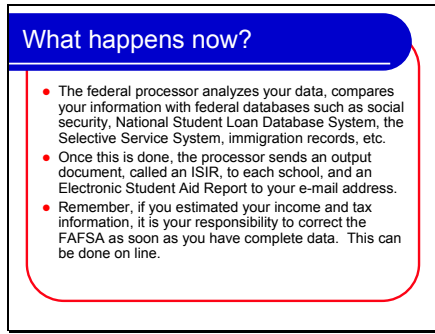 What happens now?
● The federal processor analyzes your data, compares
your information with federal databases such as social
security, National Student Loan Database System, the
Selective Service System, immigration records, etc.
● Once this is done, the processor sends an output
document, called an ISIR, to each school, and an
Electronic Student Aid Report to your e-mail address.
● Remember, if you estimated your income and tax
information, it is your responsibility to correct the
FAFSA as soon as you have complete data.  This can
be done on line.